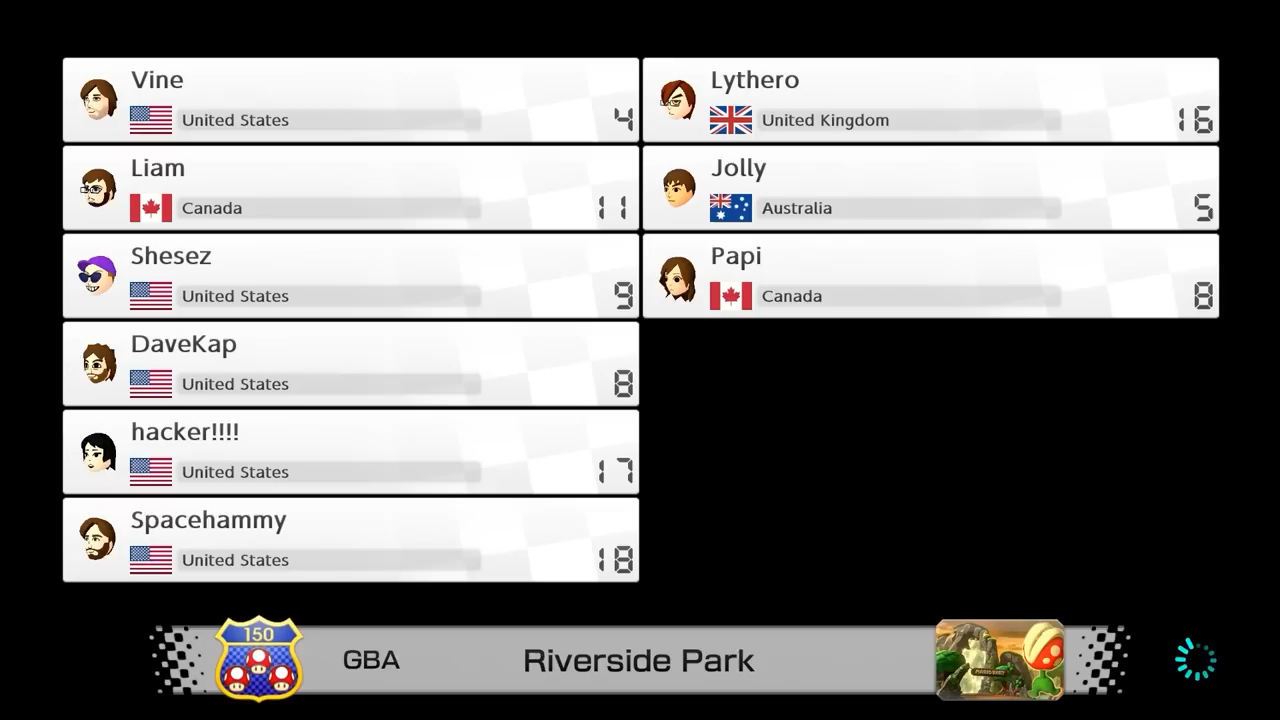 Vine
United States
4
Liam
Canada
11
Shesez
United States
9
DaveKap
United States
8
hacker!!!!
United States
17
Spacehammy
United States
18
Lythero
United Kingdom
16
Jolly
Australia
5
Papi
Canada
8
150
GBA Riverside Park